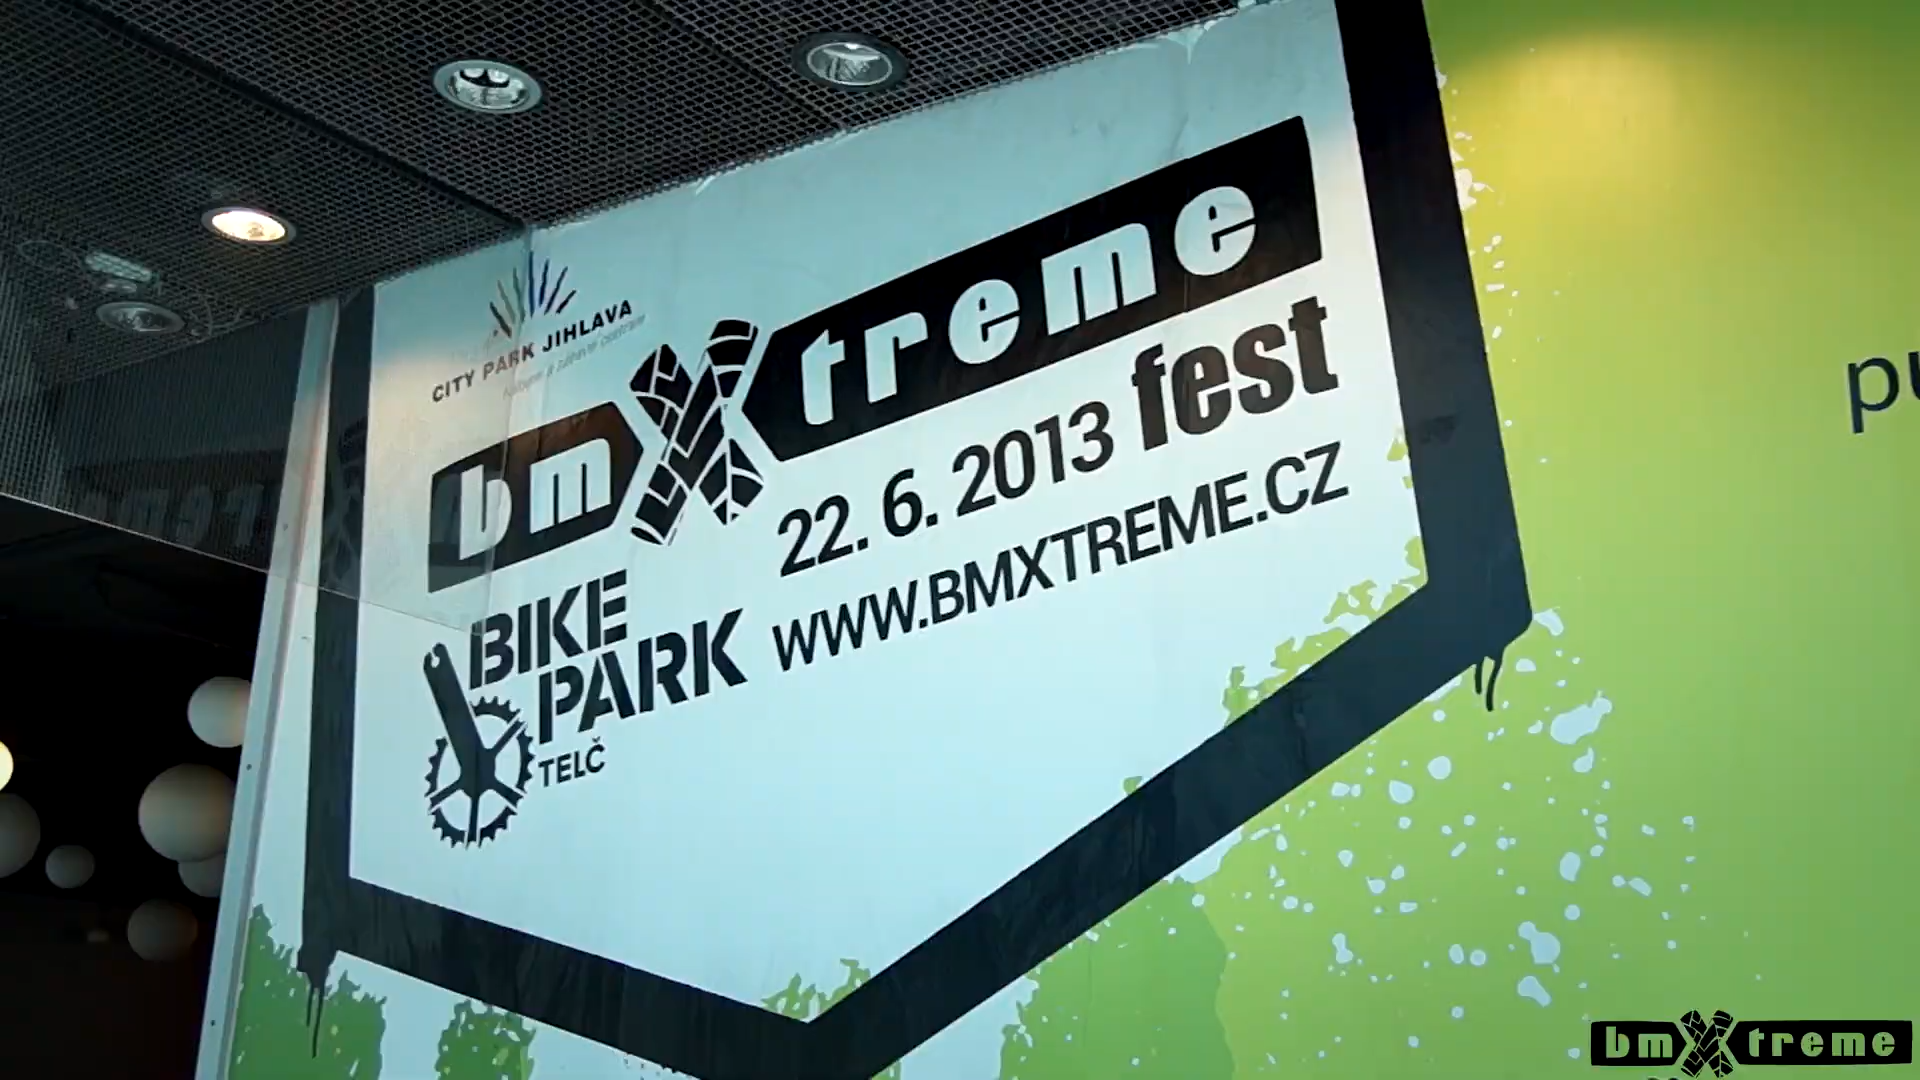 CITY PARK JIHLAVA
bmXtreme
22. 6. 2013 fest
WWW.BMXTREME.CZ
BIKE
PARK
TELČ
pu
bmXtreme